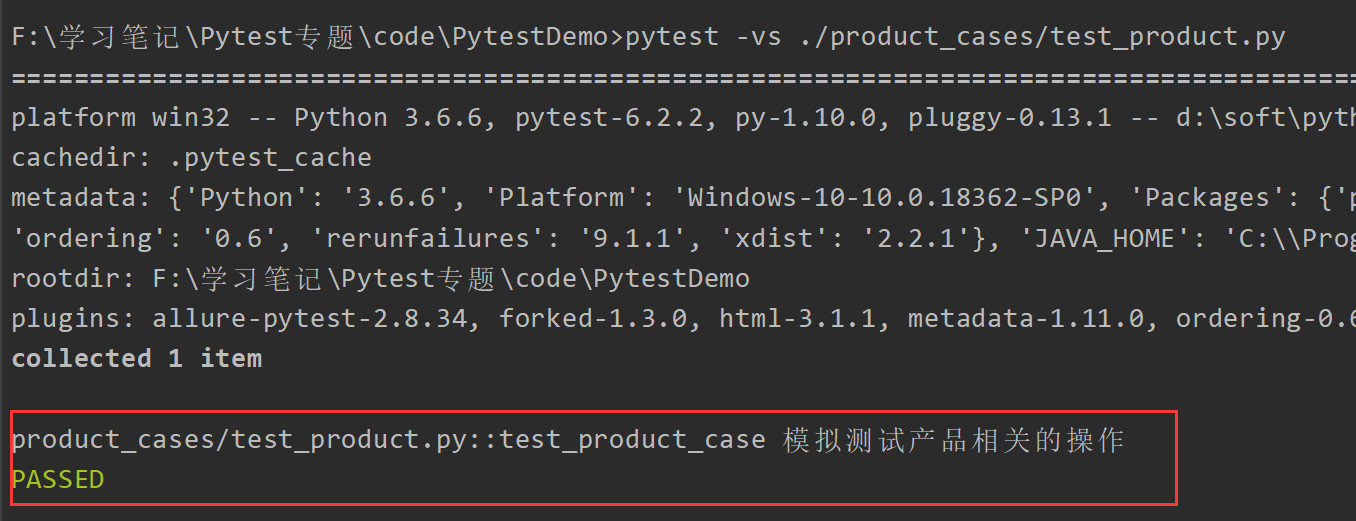 F:\学习笔记\Pytest专题\code\PytestDemo>pytest -vs ./product_cases/test_product.py
================================================================================
platform win32 -- Python 3.6.6, pytest-6.2.2, py-1.10.0, pluggy-0.13.1 -- d:\soft\pyth
cachedir: .pytest_cache
metadata: {'Python': '3.6.6', 'Platform': 'Windows-10-10.0.18362-SP0', 'Packages': {'p
'ordering': '0.6', 'rerunfailures': '9.1.1', 'xdist': '2.2.1'}, 'JAVA_HOME': 'C:\\Prog
rootdir: F:\学习笔记\Pytest专题\code\PytestDemo
plugins: allure-pytest-2.8.34, forked-1.3.0, html-3.1.1, metadata-1.11.0, ordering-0.6
collected 1 item
product_cases/test_product.py::test_product_case 模拟测试产品相关的操作
PASSED